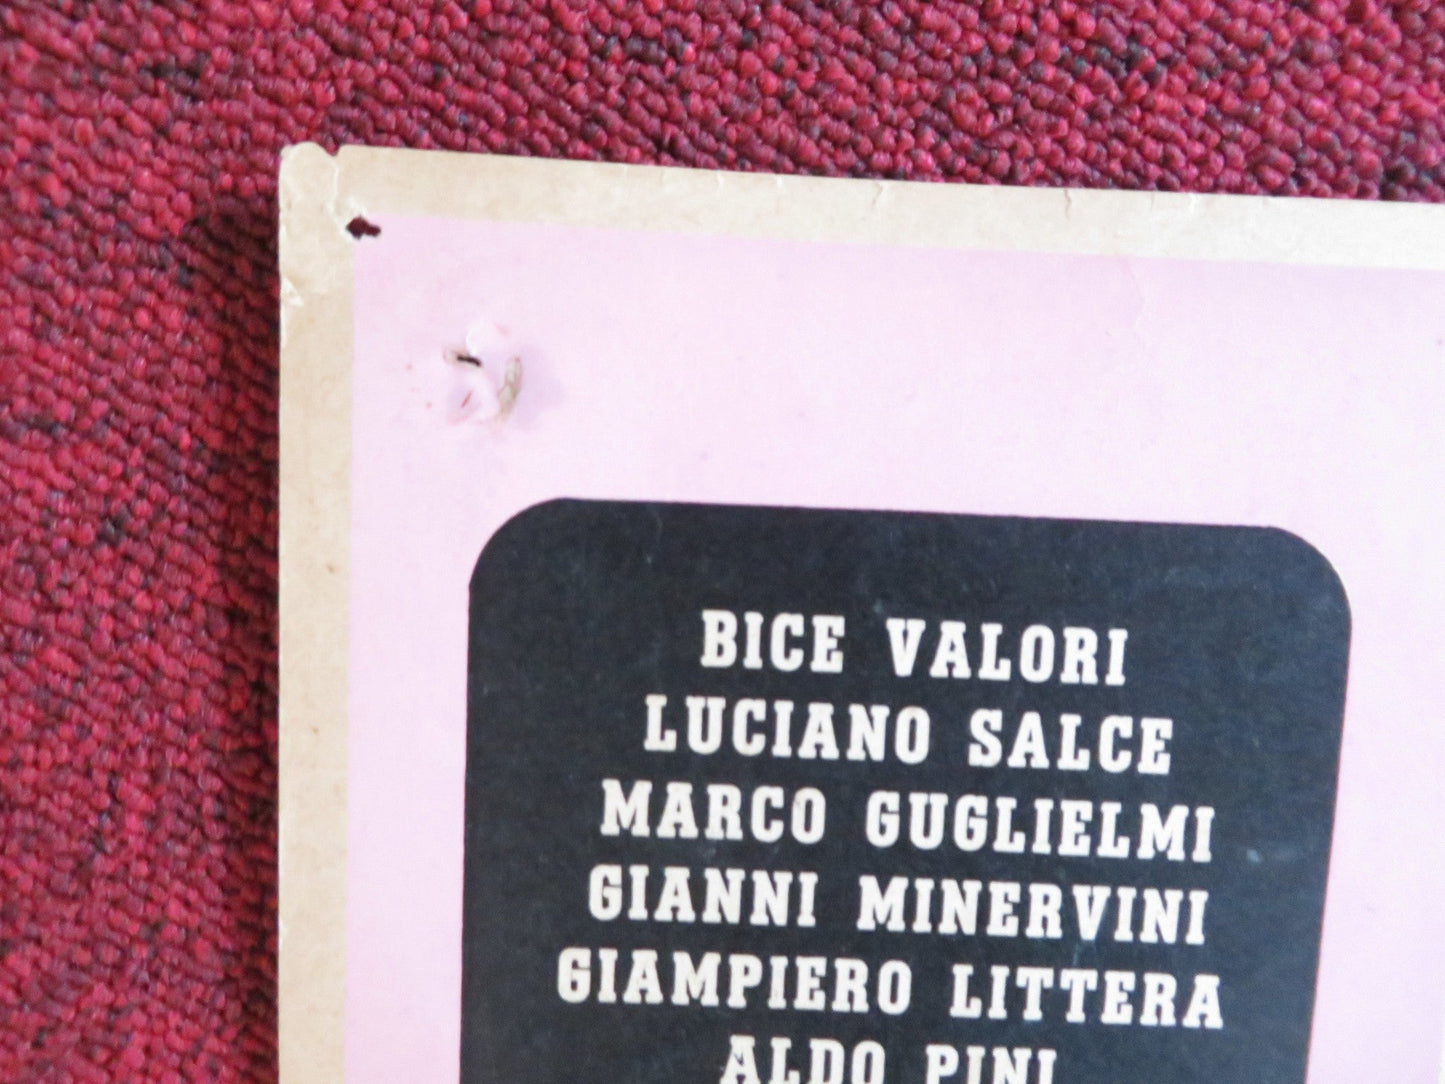 BICE VALORI
LUCIANO SALCE
MARCO GUGLIELMI
GIANNI MINERVINI
GIAMPIERO LITTERA
ALDO PINI